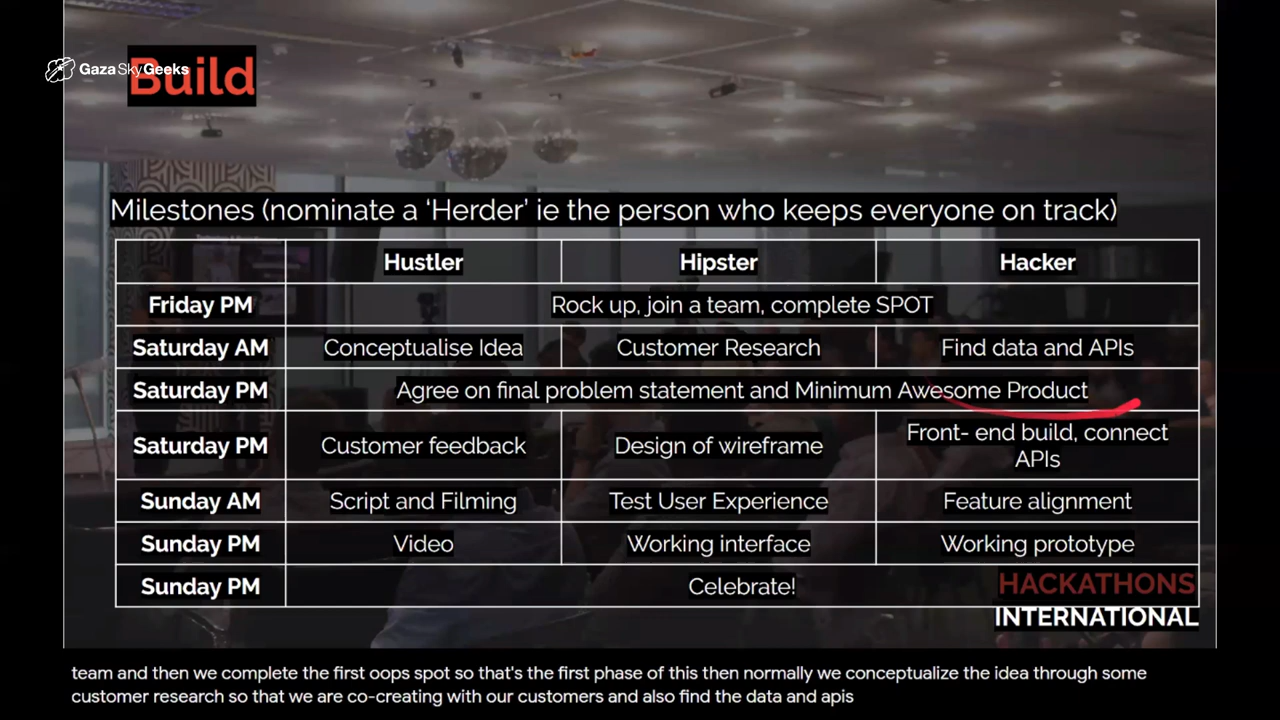 Gaza Sky Geeks
Build
Milestones (nominate a ‘Herder’ ie the person who keeps everyone on track)
Hustler Hipster Hacker
Friday PM Rock up, join a team, complete SPOT
Saturday AM Conceptualise Idea Customer Research Find data and APIs
Saturday PM Agree on final problem statement and Minimum Awesome Product
Saturday PM Customer feedback Design of wireframe Front- end build, connect
APIs
Sunday AM Script and Filming Test User Experience Feature alignment
Sunday PM Video Working interface Working prototype
Sunday PM Celebrate!
HACKATHONS
INTERNATIONAL
team and then we complete the first oops spot so that's the first phase of this then normally we conceptualize the idea through some
customer research so that we are co-creating with our customers and also find the data and apis